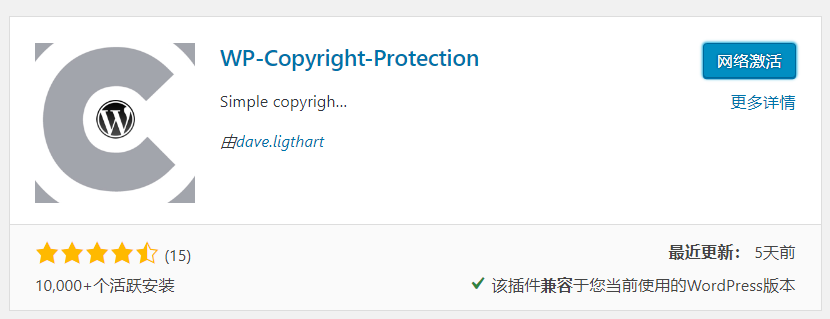 WP-Copyright-Protection
网络激活
Simple copyrigh...
更多详情
由dave.ligthart
(15)
最近更新： 5天前
10,000+个活跃安装
该插件兼容于您当前使用的WordPress版本